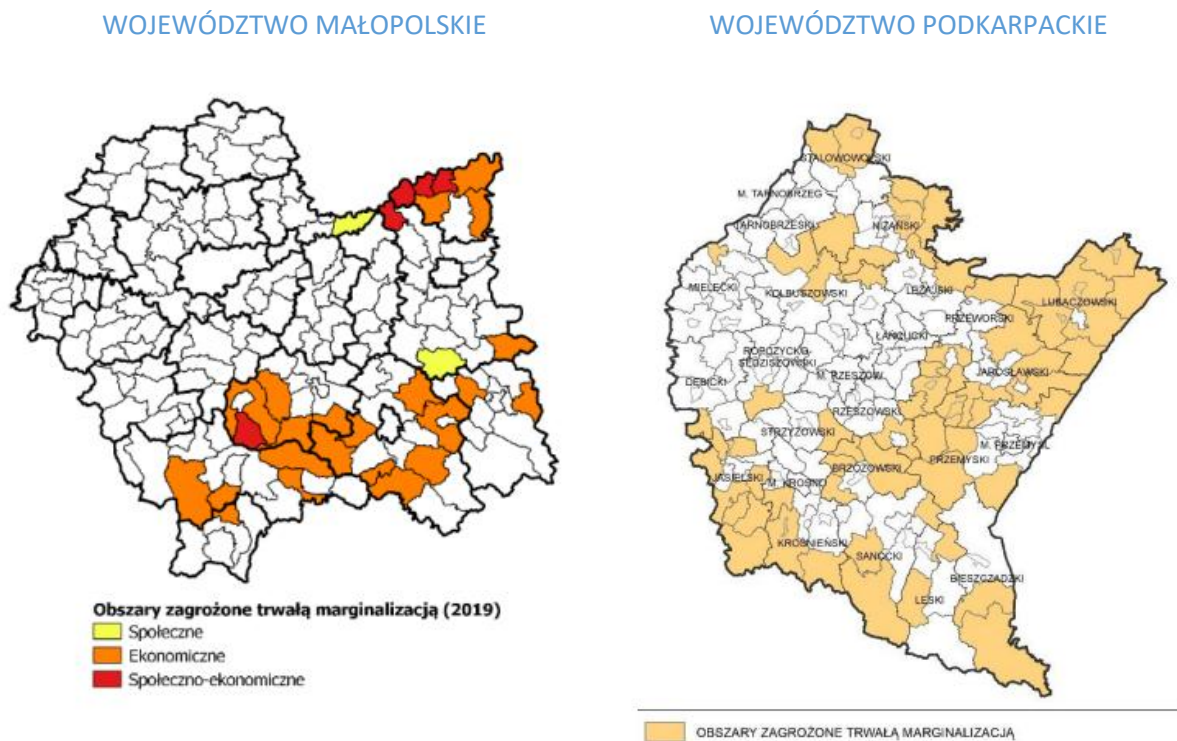 WOJEWÓDZTWO MAŁOPOLSKIE
WOJEWÓDZTWO PODKARPACKIE
STALOWOWOLSKI
M. TARNOBRZEG
TARNOBRZESKI
NIŻAŃSKI
MIELECKI
KOLBUSZOWSKI
LEŻAJSKI
LUBACZOWSKI
PRZEWORSKI
ŁAŃCUCKI
ROPCZYCKO-
SĘDZISZOWSKI
DĘBICKI
M. RZESZÓW
JAROSŁAWSKI
RZESZOWSKI
STRZYŻOWSKI
M. PRZEMYŚL
PRZEMYSKI
BRZOZOWSKI
JASIELSKI
M. KROSNO
KROŚNIEŃSKI
SANOCKI
BIESZCZADZKI
LESKI
Obszary zagrożone trwałą marginalizacją (2019)
Społeczne
Ekonomiczne
Społeczno-ekonomiczne
OBSZARY ZAGROŻONE TRWAŁĄ MARGINALIZACJĄ